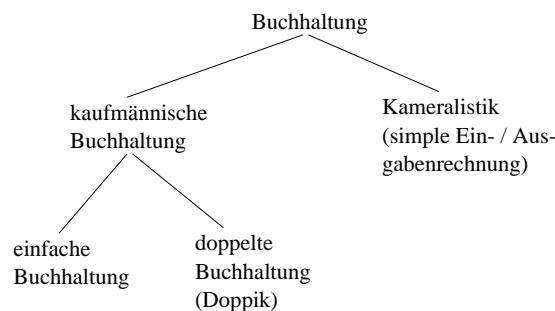 Buchhaltung
kaufmännische
Buchhaltung
Kameralistik
(simple Ein- / Aus-
gabenrechnung)
einfache
Buchhaltung
doppelte
Buchhaltung
(Doppik)